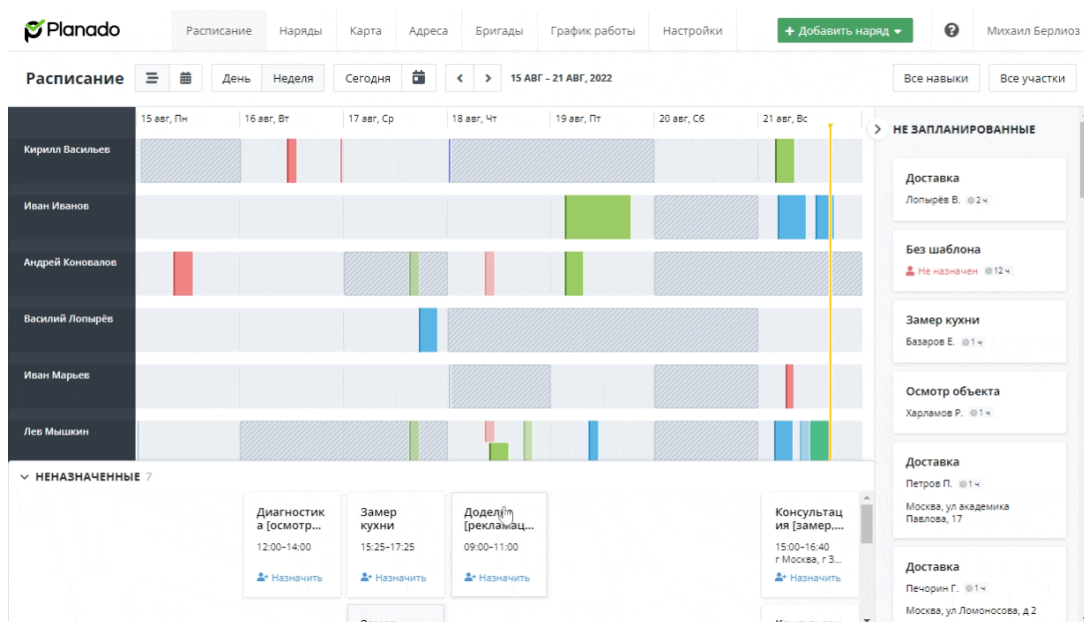 Planado
Расписание Наряды Карта Адреса Бригады График работы Настройки
+ Добавить наряд
Михаил Берлиоз
Расписание
День Неделя
Сегодня
15 АВГ – 21 АВГ, 2022
Все навыки
Все участки
15 авг, Пн 16 авг, Вт 17 авг, Ср 18 авг, Чт 19 авг, Пт 20 авг, Сб 21 авг, Вс
Кирилл Васильев
Иван Иванов
Андрей Коновалов
Василий Лопырёв
Иван Марьев
Лев Мышкин
НЕНАЗНАЧЕННЫЕ 7
Диагностик
а [осмотр...
12:00–14:00
Назначить
Замер
кухни
15:25–17:25
Назначить
[рекламац...
09:00–11:00
Назначить
Консультац
ия [замер,...
15:00–16:40
г Москва, г З...
Назначить
НЕ ЗАПЛАНИРОВАННЫЕ
Доставка
Лопырёв В. 2 ч
Без шаблона
Не назначен 12 ч
Замер кухни
Базаров Е. 1 ч
Осмотр объекта
Харламов Р. 1 ч
Доставка
Петров П. 1 ч
Москва, ул академика
Павлова, 17
Доставка
Печорин Г. 1 ч
Москва, ул Ломоносова, д 2